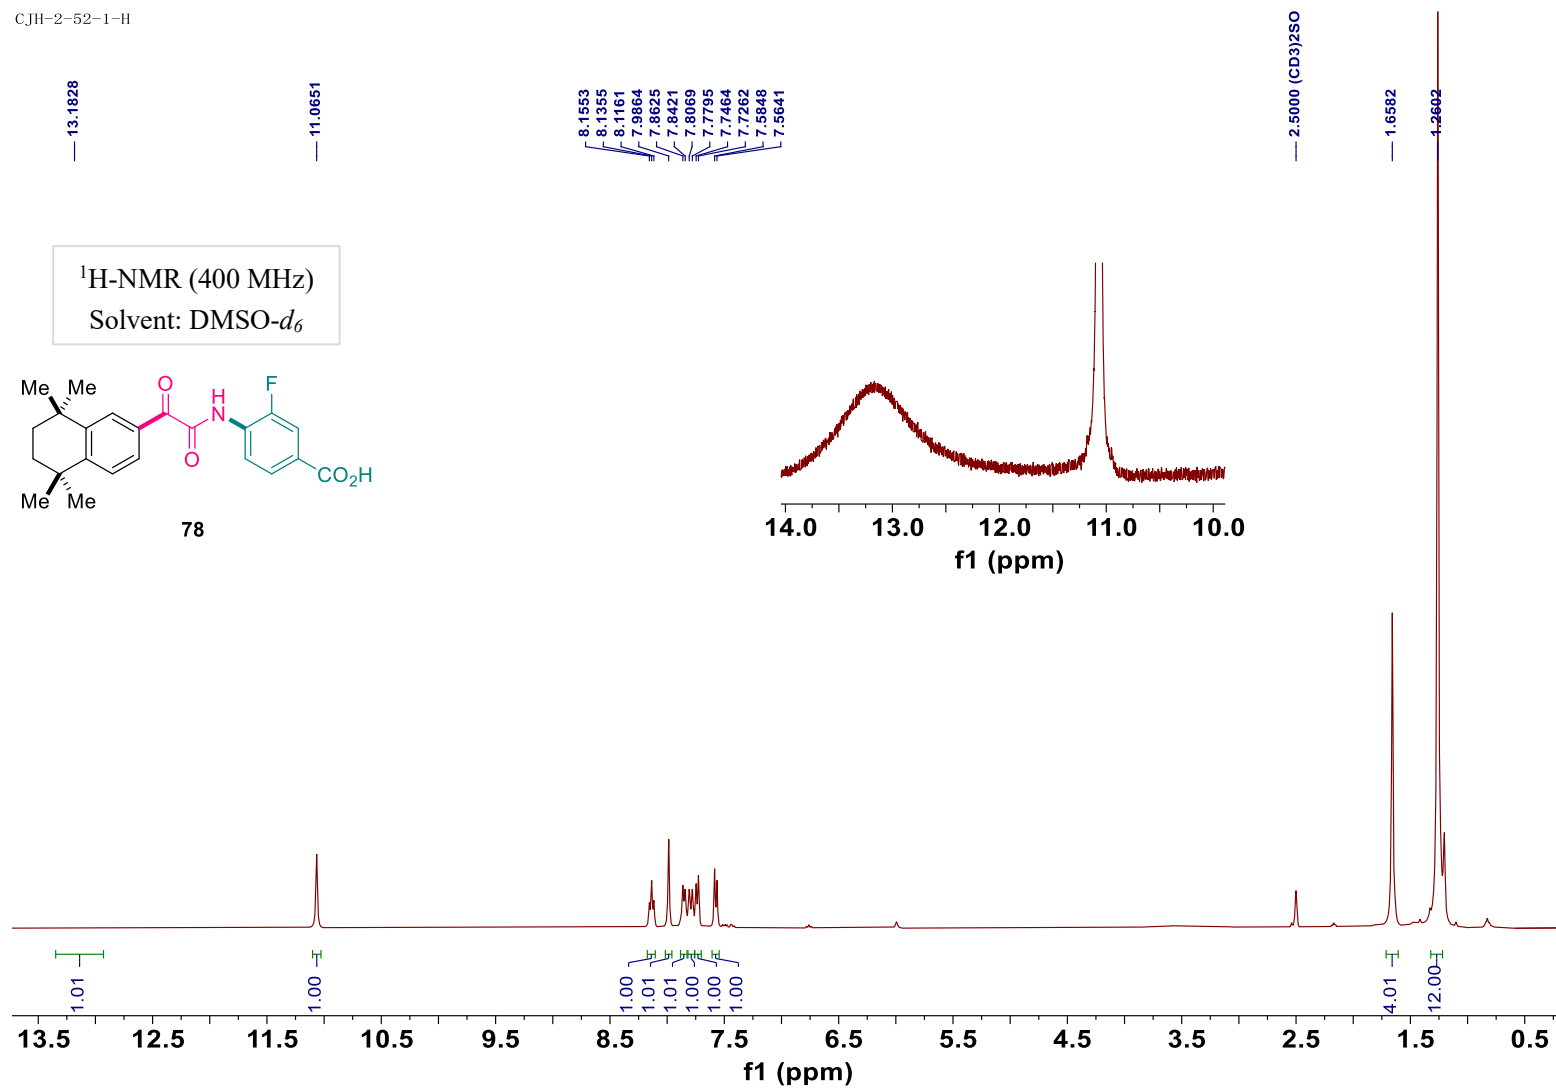 CJH-2-52-1-H
13.1828
11.0651
8.1553
8.1355
8.1161
7.9864
7.8625
7.8421
7.8069
7.7795
7.7464
7.7262
7.5848
7.5641
2.5000 (CD3)2SO
1.6582
1.2602
¹H-NMR (400 MHz)
Solvent: DMSO-d₆
Me Me
O
H
N
F
O
CO₂H
Me Me
78
14.0 13.0 12.0 11.0 10.0
f1 (ppm)
1.01
1.00
1.00
1.01
1.01
1.00
1.00
1.00
4.01
12.00
13.5 12.5 11.5 10.5 9.5 8.5 7.5 6.5 5.5 4.5 3.5 2.5 1.5 0.5
f1 (ppm)